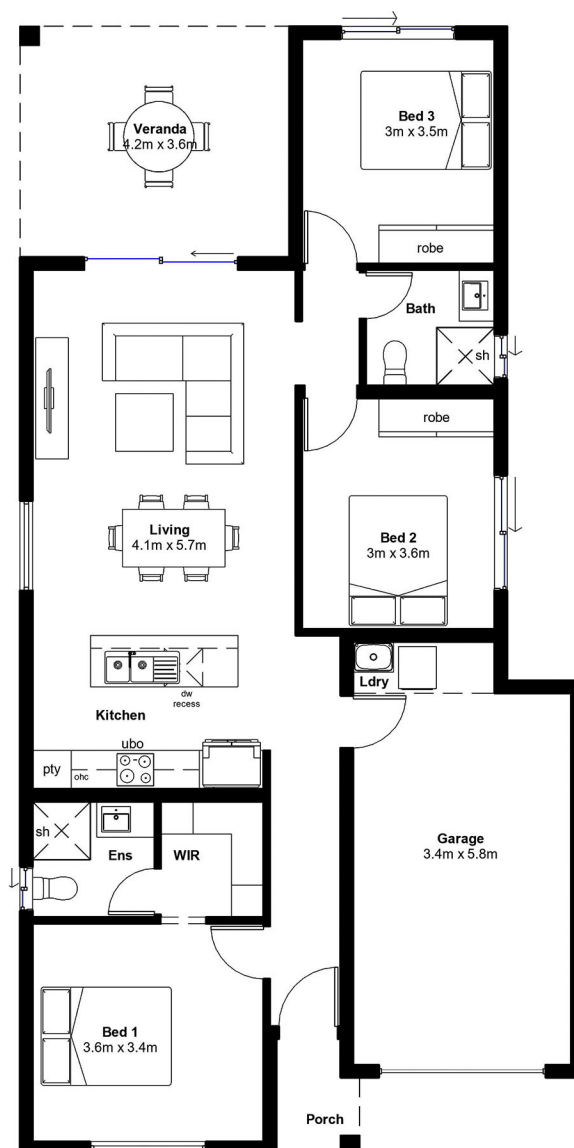 Bed 3
3m x 3.5m
Veranda
4.2m x 3.6m
robe
Bath
sh
robe
Living
4.1m x 5.7m
Bed 2
3m x 3.6m
dw
recess
Ldry
Kitchen
ubo
pty
ohc
sh
Ens
WIR
Garage
3.4m x 5.8m
Bed 1
3.6m x 3.4m
Porch